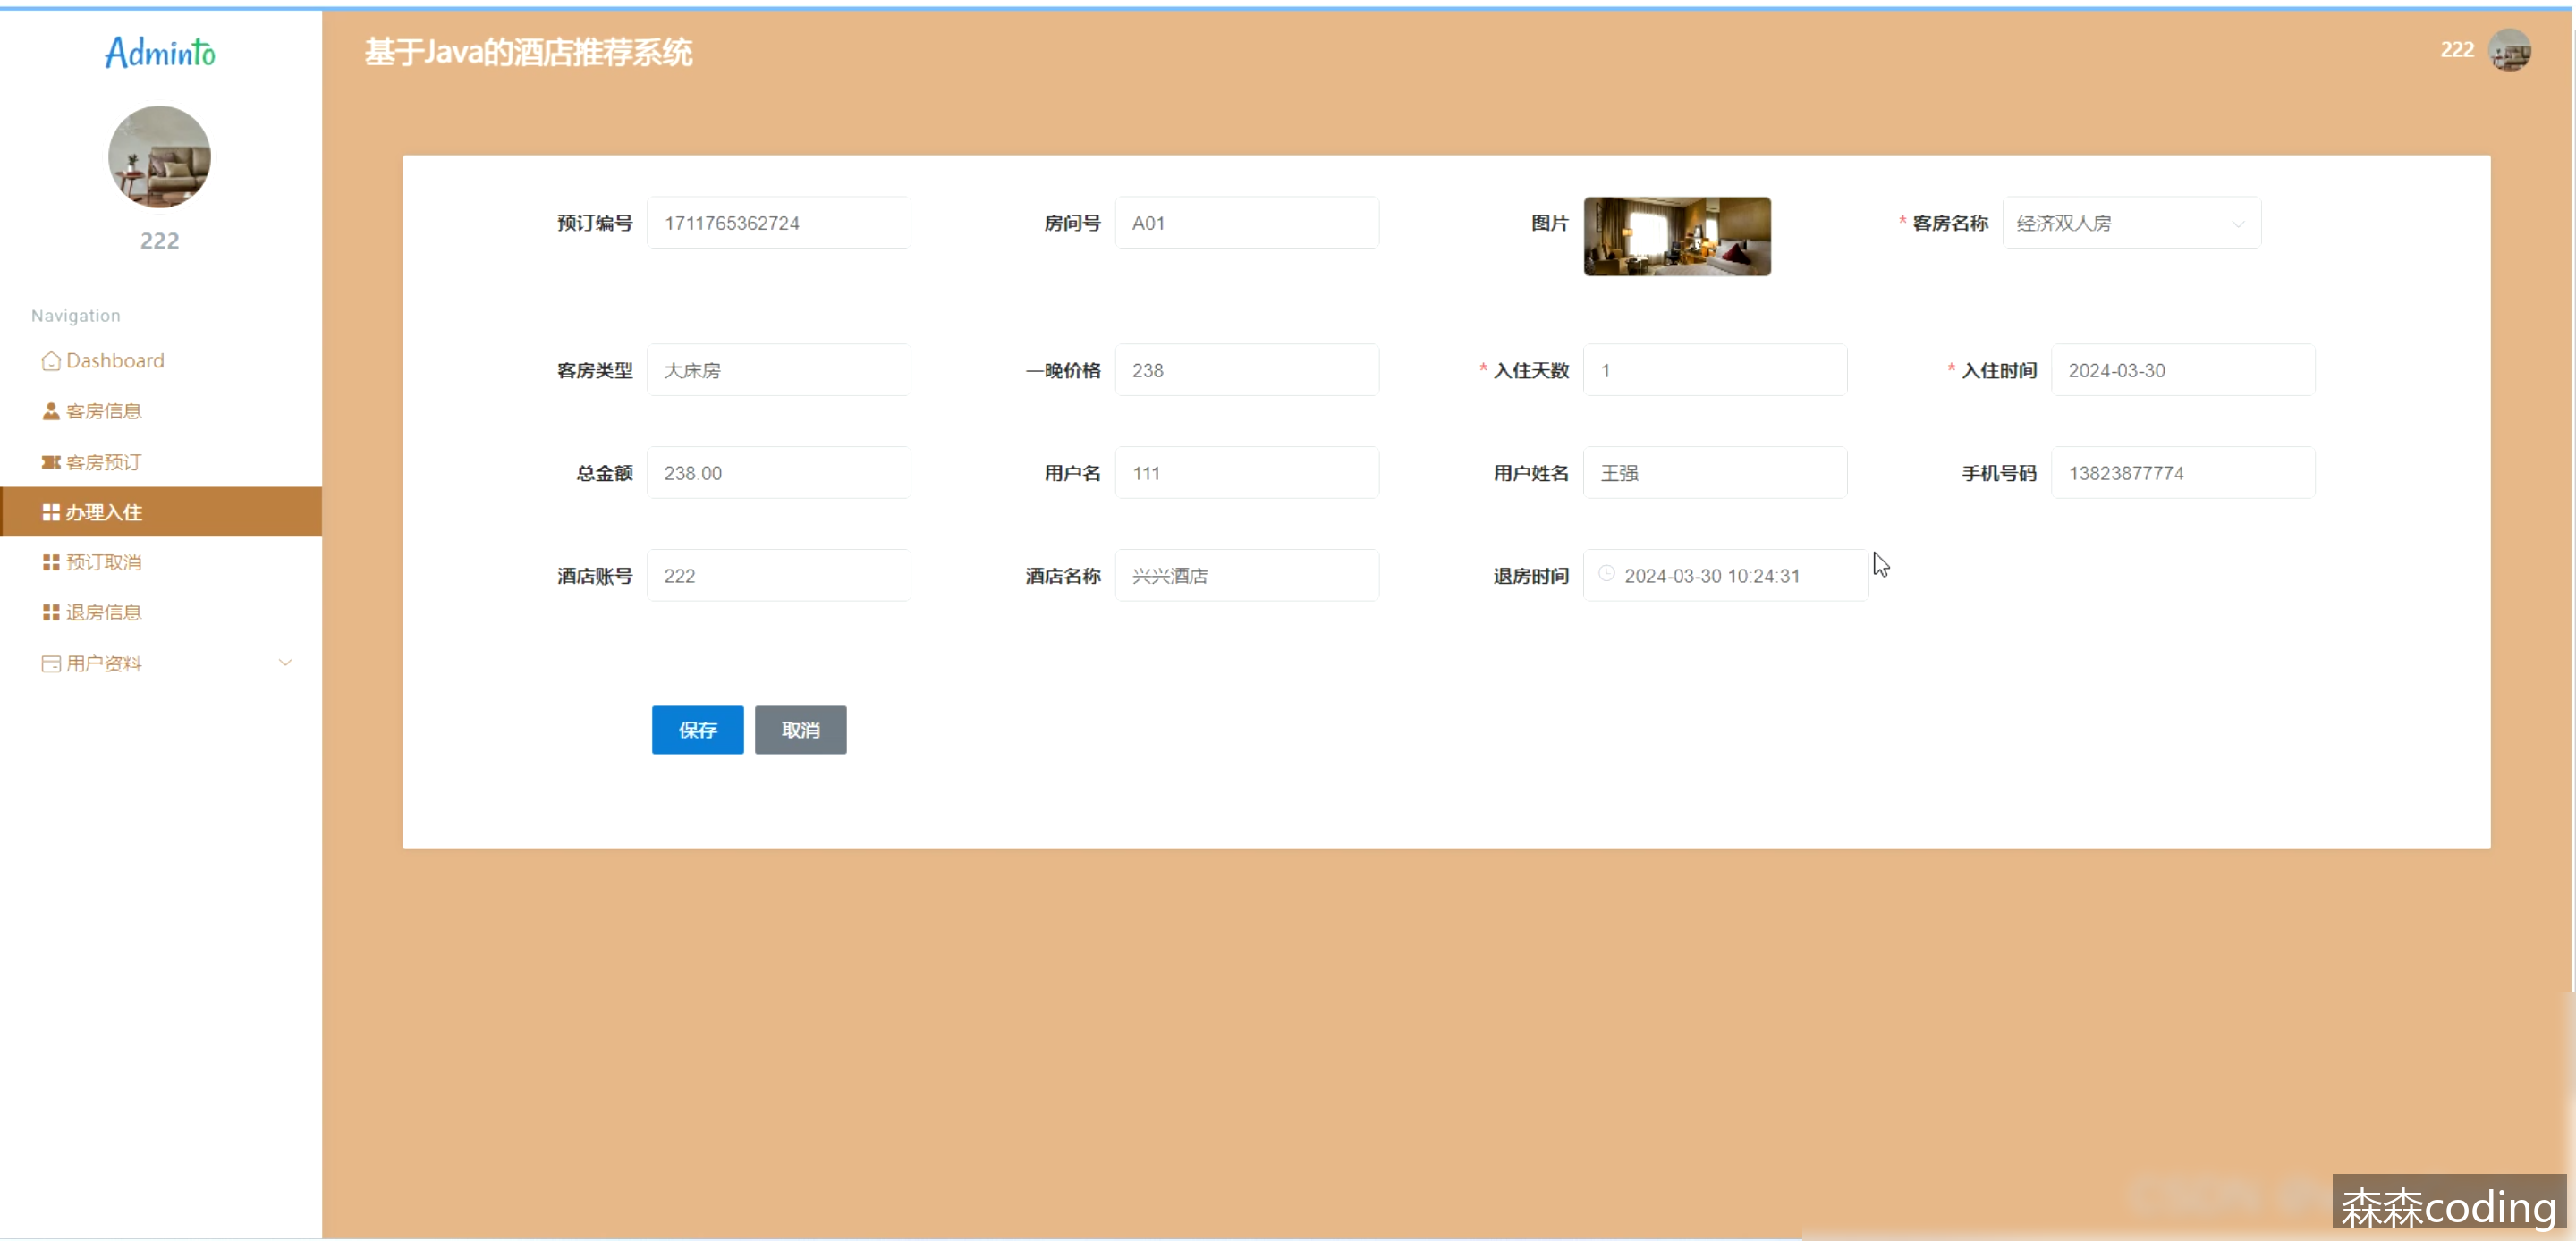 Adminto
基于Java的酒店推荐系统
222
222
Navigation
Dashboard
客房信息
客房预订
办理入住
预订取消
退房信息
用户资料
预订编号 1711765362724 房间号 A01 图片 * 客房名称 经济双人房
客房类型 大床房 一晚价格 238 * 入住天数 1 * 入住时间 2024-03-30
总金额 238.00 用户名 111 用户姓名 王强 手机号码 13823877774
酒店账号 222 酒店名称 兴兴酒店 退房时间 2024-03-30 10:24:31
保存 取消
森森coding